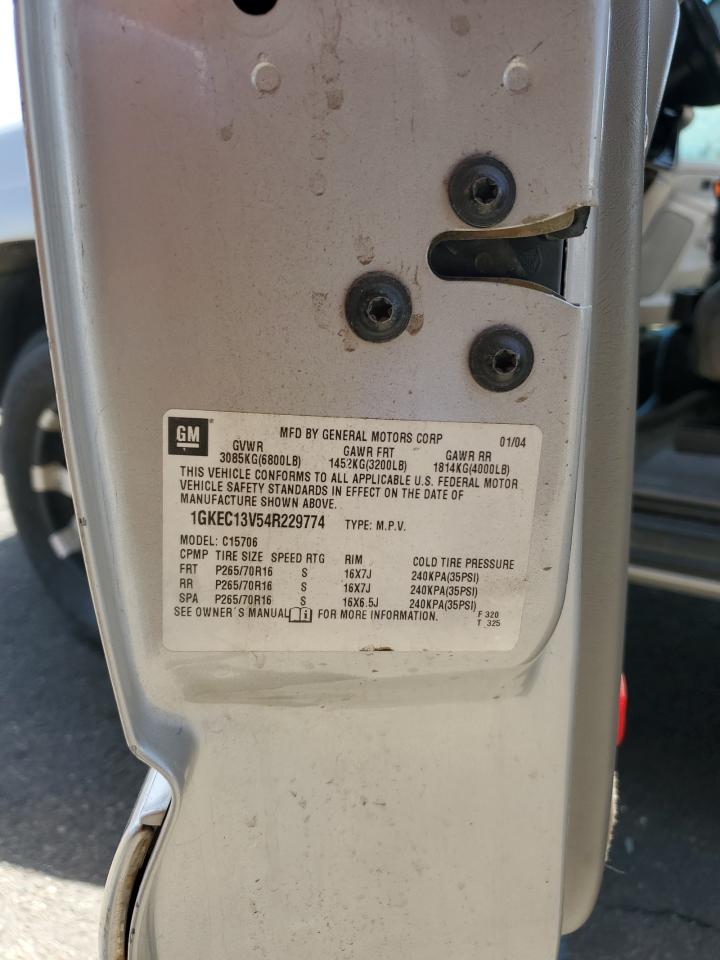 GM
MFD BY GENERAL MOTORS CORP 01/04
GVWR GAWR FRT GAWR RR
3085KG(6800LB) 1452KG(3200LB) 1814KG(4000LB)
THIS VEHICLE CONFORMS TO ALL APPLICABLE U.S. FEDERAL MOTOR
VEHICLE SAFETY STANDARDS IN EFFECT ON THE DATE OF
MANUFACTURE SHOWN ABOVE.
1GKEC13V54R229774 TYPE: M.P.V.
MODEL: C15706
CPMP TIRE SIZE SPEED RTG RIM COLD TIRE PRESSURE
FRT P265/70R16 S 16X7J 240KPA(35PSI)
RR P265/70R16 S 16X7J 240KPA(35PSI)
SPA P265/70R16 S 16X6.5J 240KPA(35PSI)
SEE OWNER'S MANUAL i FOR MORE INFORMATION.
F 320
T 325